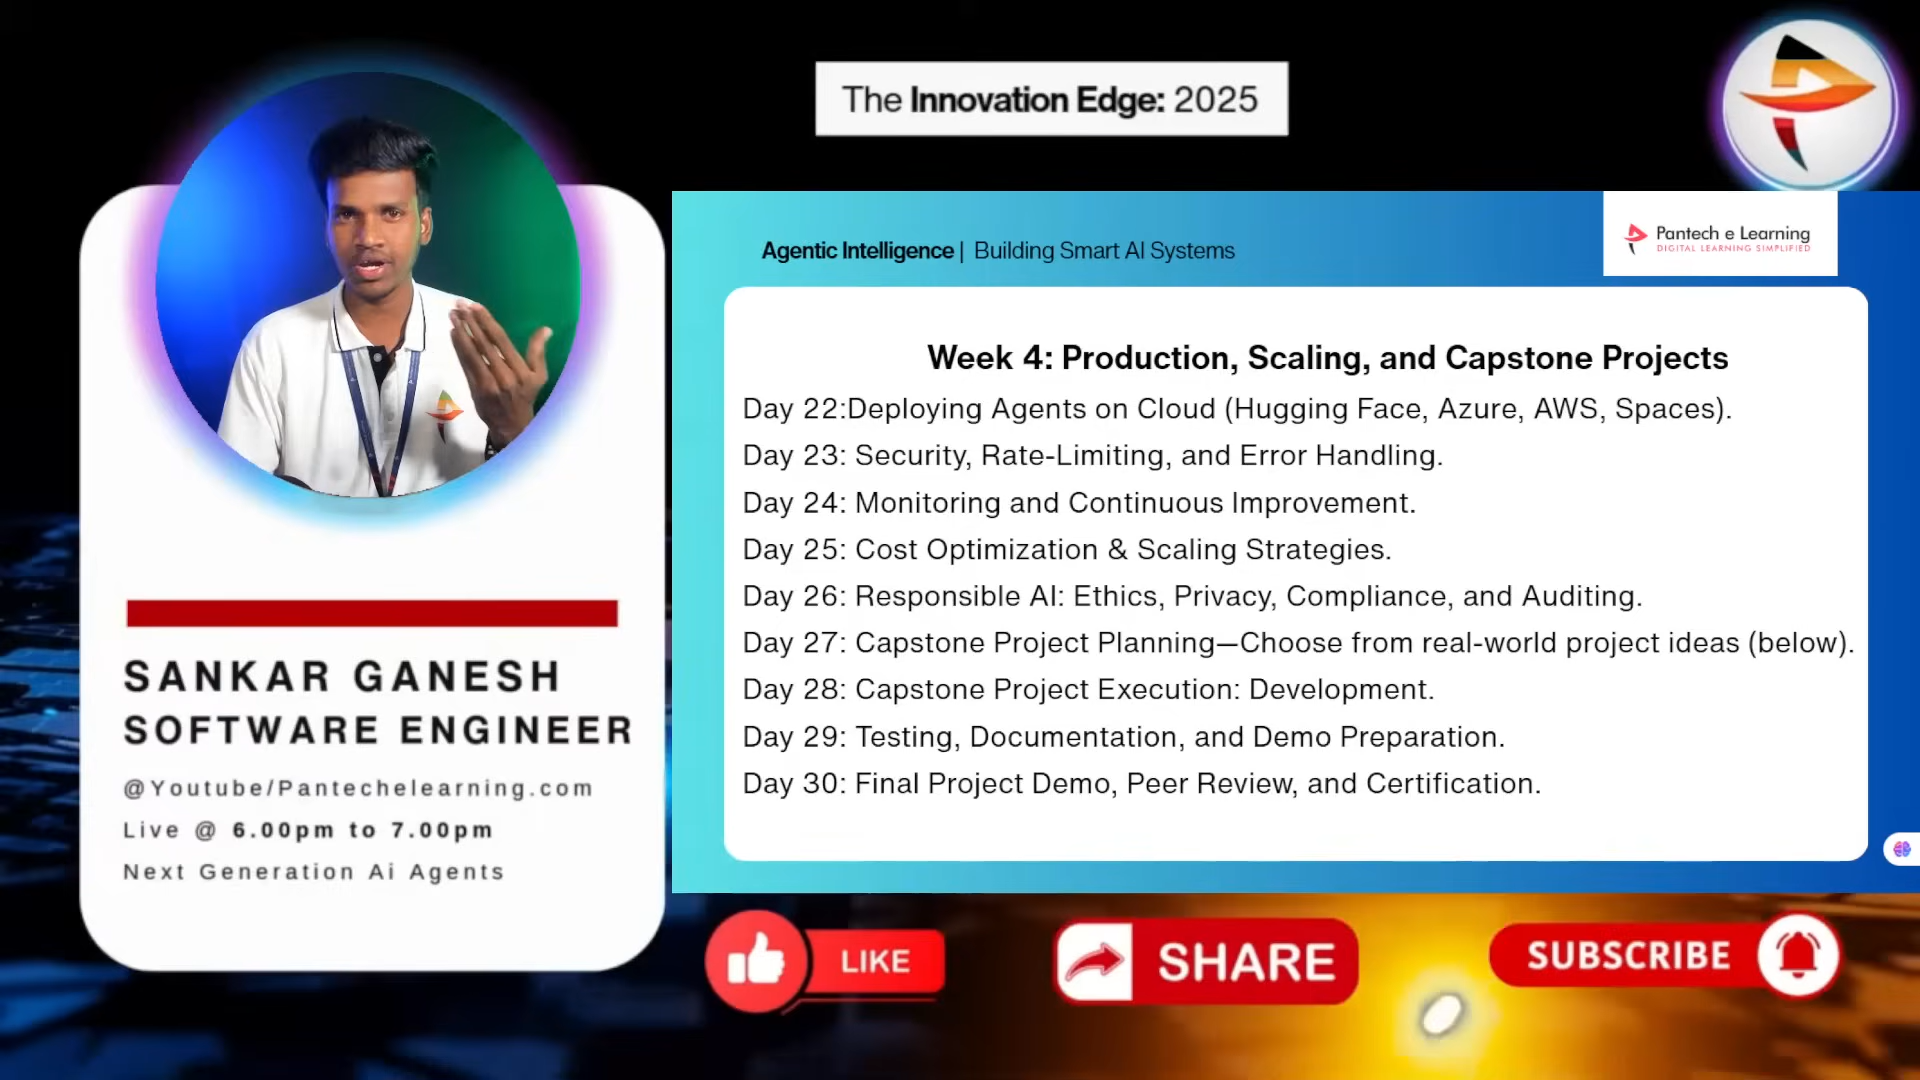 The Innovation Edge: 2025
Pantech e Learning
DIGITAL LEARNING SIMPLIFIED
Agentic Intelligence | Building Smart AI Systems
Week 4: Production, Scaling, and Capstone Projects
Day 22:Deploying Agents on Cloud (Hugging Face, Azure, AWS, Spaces).
Day 23: Security, Rate-Limiting, and Error Handling.
Day 24: Monitoring and Continuous Improvement.
Day 25: Cost Optimization & Scaling Strategies.
Day 26: Responsible AI: Ethics, Privacy, Compliance, and Auditing.
Day 27: Capstone Project Planning—Choose from real-world project ideas (below).
Day 28: Capstone Project Execution: Development.
Day 29: Testing, Documentation, and Demo Preparation.
Day 30: Final Project Demo, Peer Review, and Certification.
SANKAR GANESH
SOFTWARE ENGINEER
@Youtube/Pantechelearning.com
Live @ 6.00pm to 7.00pm
Next Generation Ai Agents
LIKE
SHARE
SUBSCRIBE